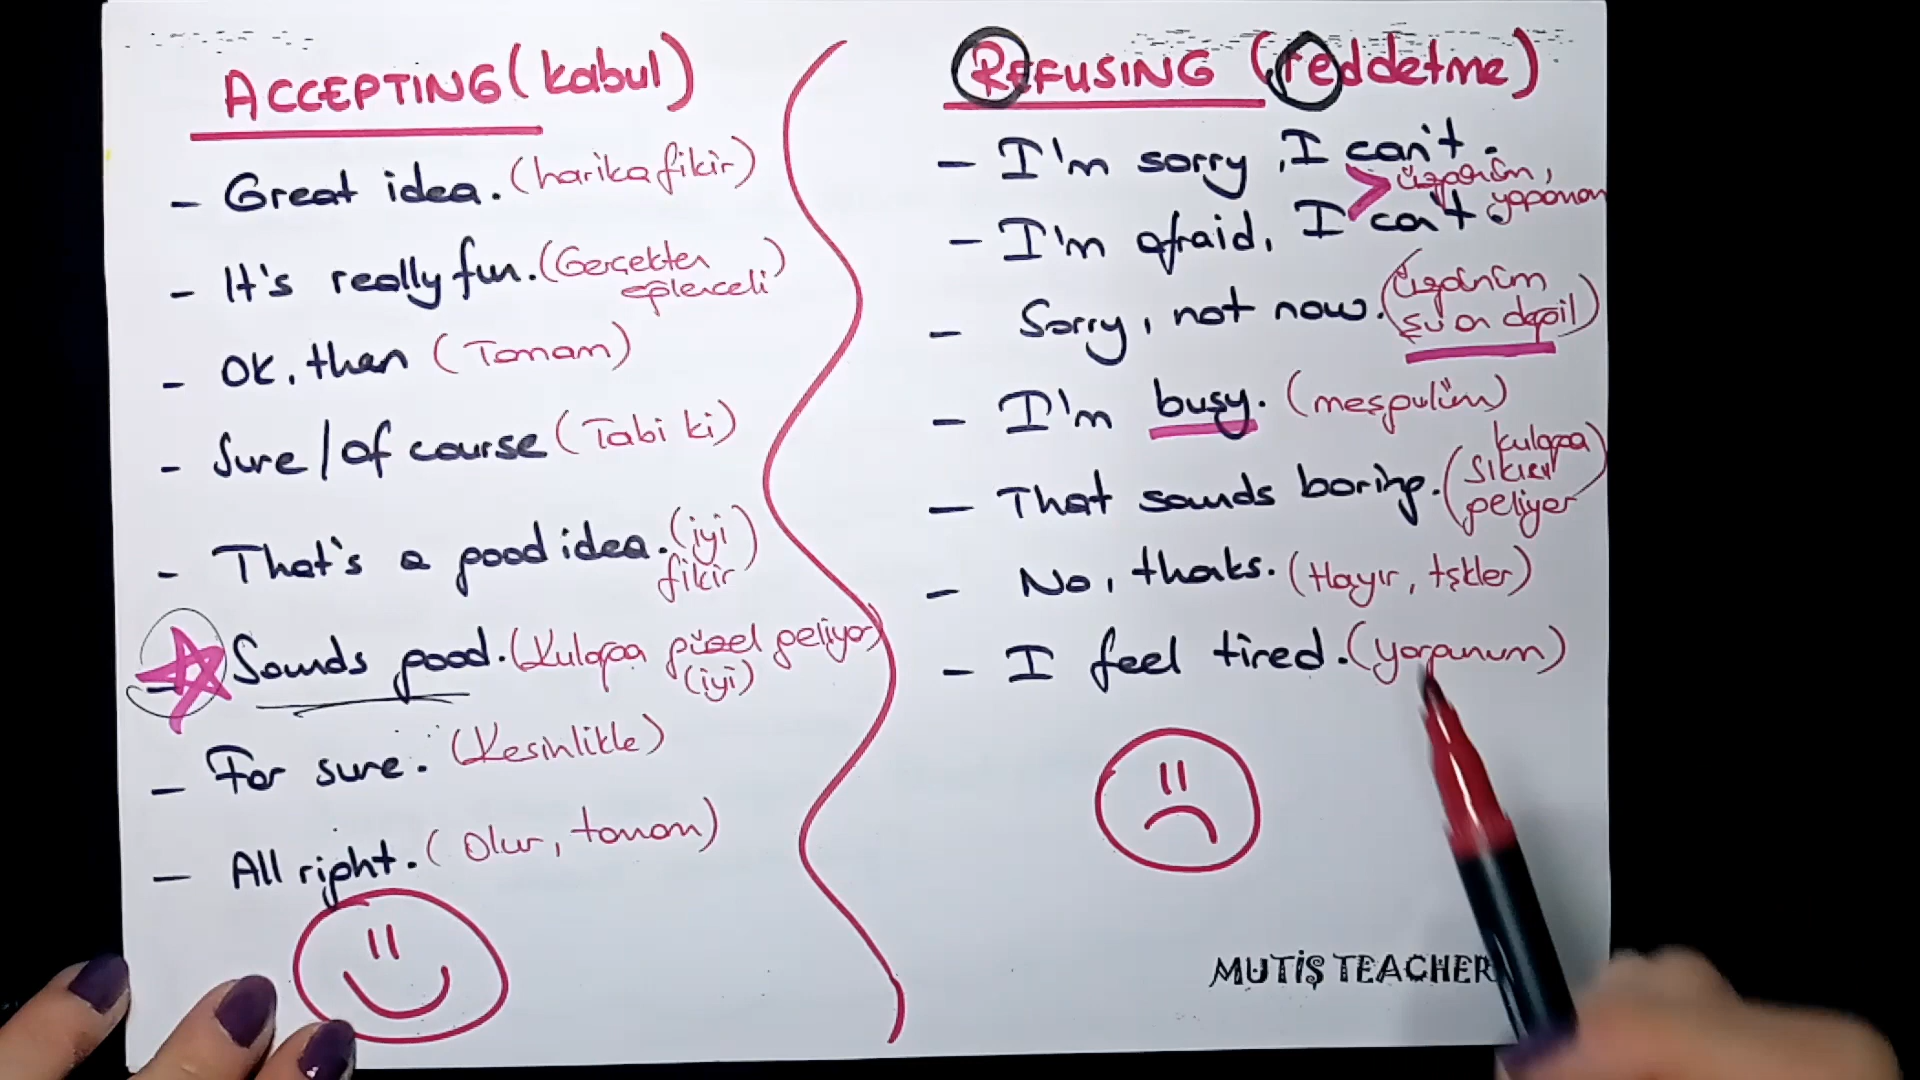 ACCEPTING (kabul)
- Great idea. (harika fikir)
- It's really fun. (Gerçekten eğlenceli)
- OK, than (Tamam)
- Sure / of course (Tabi ki)
- That's a good idea. (iyi fikir)
- Sounds good. (Kulağa güzel geliyor) (iyi)
- For sure. (Kesinlikle)
- All right. (Olur, tamam)
REFUSING (reddetme)
- I'm sorry, I can't.
üzgünüm, yapamam
- I'm afraid, I can't.
- Sorry, not now. (üzgünüm şu an değil)
- I'm busy. (meşgulüm)
- That sounds boring. (kulağa sıkıcı geliyor)
- No, thanks. (Hayır, tşkler)
- I feel tired. (yorgunum)
MUTİŞ TEACHER